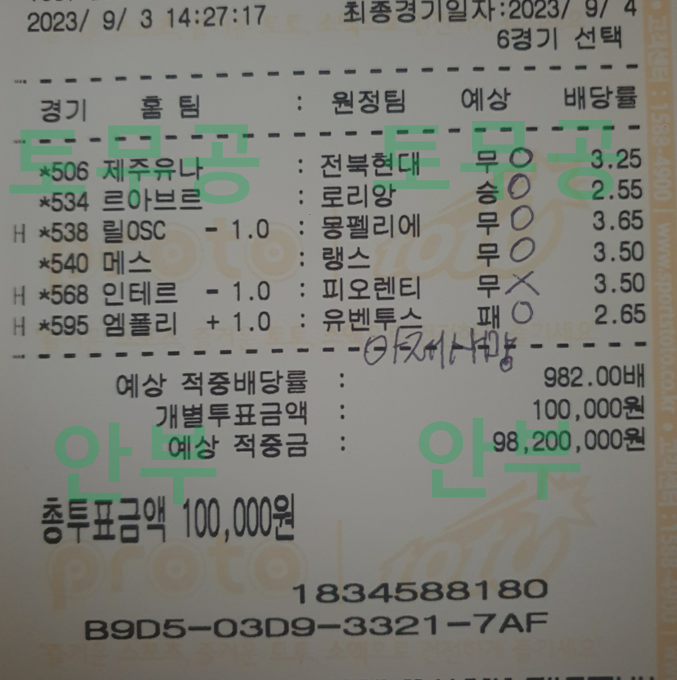 2023/ 9/ 3 14:27:17 최종경기일자:2023/ 9/ 4
6경기 선택
경기 홈 팀 : 원정팀 예상 배당률
토무공 토무공
*506 제주유나 : 전북현대 무 O 3.25
*534 르아브르 : 로리앙 승 O 2.55
H *538 릴OSC - 1.0 : 몽펠리에 무 O 3.65
*540 메스 : 랭스 무 O 3.50
H *568 인테르 - 1.0 : 피오렌티 무 X 3.50
H *595 엠폴리 + 1.0 : 유벤투스 패 O 2.65
예상 적중배당률 : 982.00배
개별투표금액 : 100,000원
예상 적중금 : 98,200,000원
안부 안부
총투표금액 100,000원
proto
1834588180
B9D5-03D9-3321-7AF